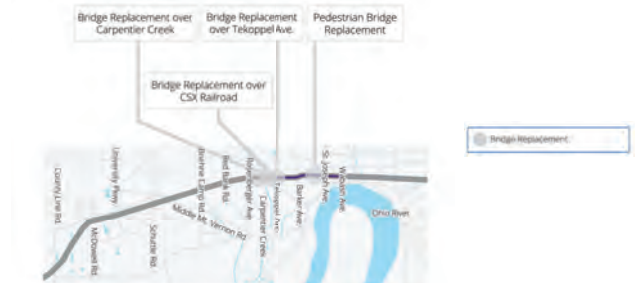 Bridge Replacement over
Carpentier Creek
Bridge Replacement
over Tekoppel Ave.
Pedestrian Bridge
Replacement
Bridge Replacement over
CSX Railroad
Bridge Replacement
County Line Rd.
McDowell Rd.
University Pkwy.
Schutte Rd.
Middle Mt. Vernon Rd.
Boehne Camp Rd.
Red Bank Rd.
Rosenberger Ave.
Carpentier Creek
Tekoppel Ave.
Barker Ave.
St. Joseph Ave.
Wabash Ave.
Ohio River